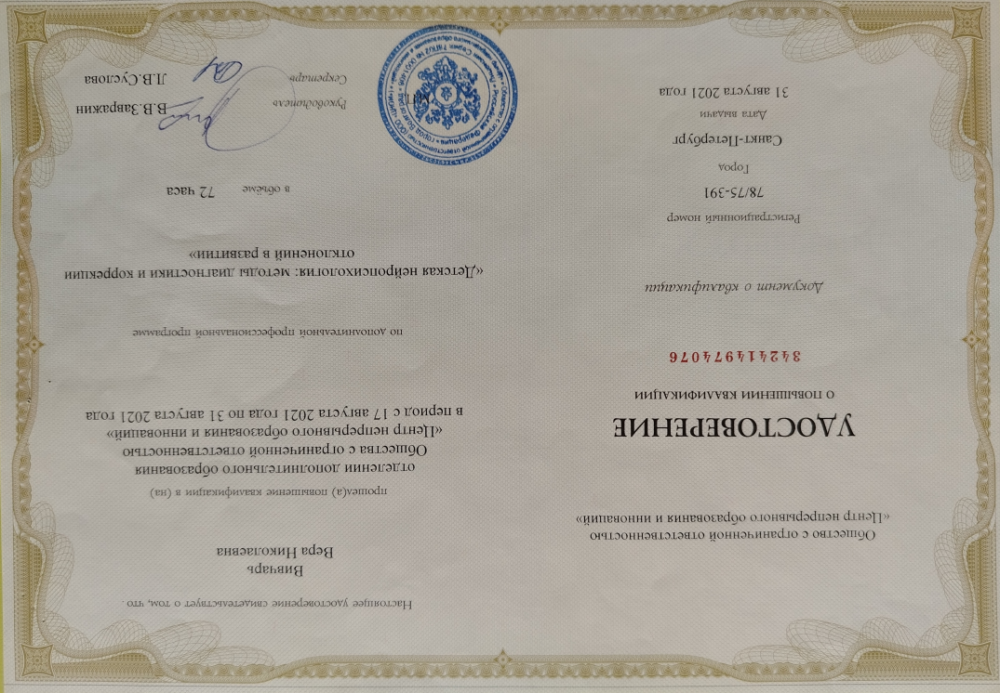 Общество с ограниченной ответственностью
«Центр непрерывного образования и инноваций»
УДОСТОВЕРЕНИЕ
О ПОВЫШЕНИИ КВАЛИФИКАЦИИ
342414974076
Документ о квалификации
Регистрационный номер
78/75-391
Город
Санкт-Петербург
Дата выдачи
31 августа 2021 года
Настоящее удостоверение свидетельствует о том, что
Вивчарь
Вера Николаевна
прошел(а) повышение квалификации в (на)
отделении дополнительного образования
Общества с ограниченной ответственностью
«Центр непрерывного образования и инноваций»
в период с 17 августа 2021 года по 31 августа 2021 года
по дополнительной профессиональной программе
«Детская нейропсихология: методы диагностики и коррекции
отклонений в развитии»
в объёме 72 часа
Руководитель В.В.Завражин
Секретарь Л.В.Суслова
М.П.